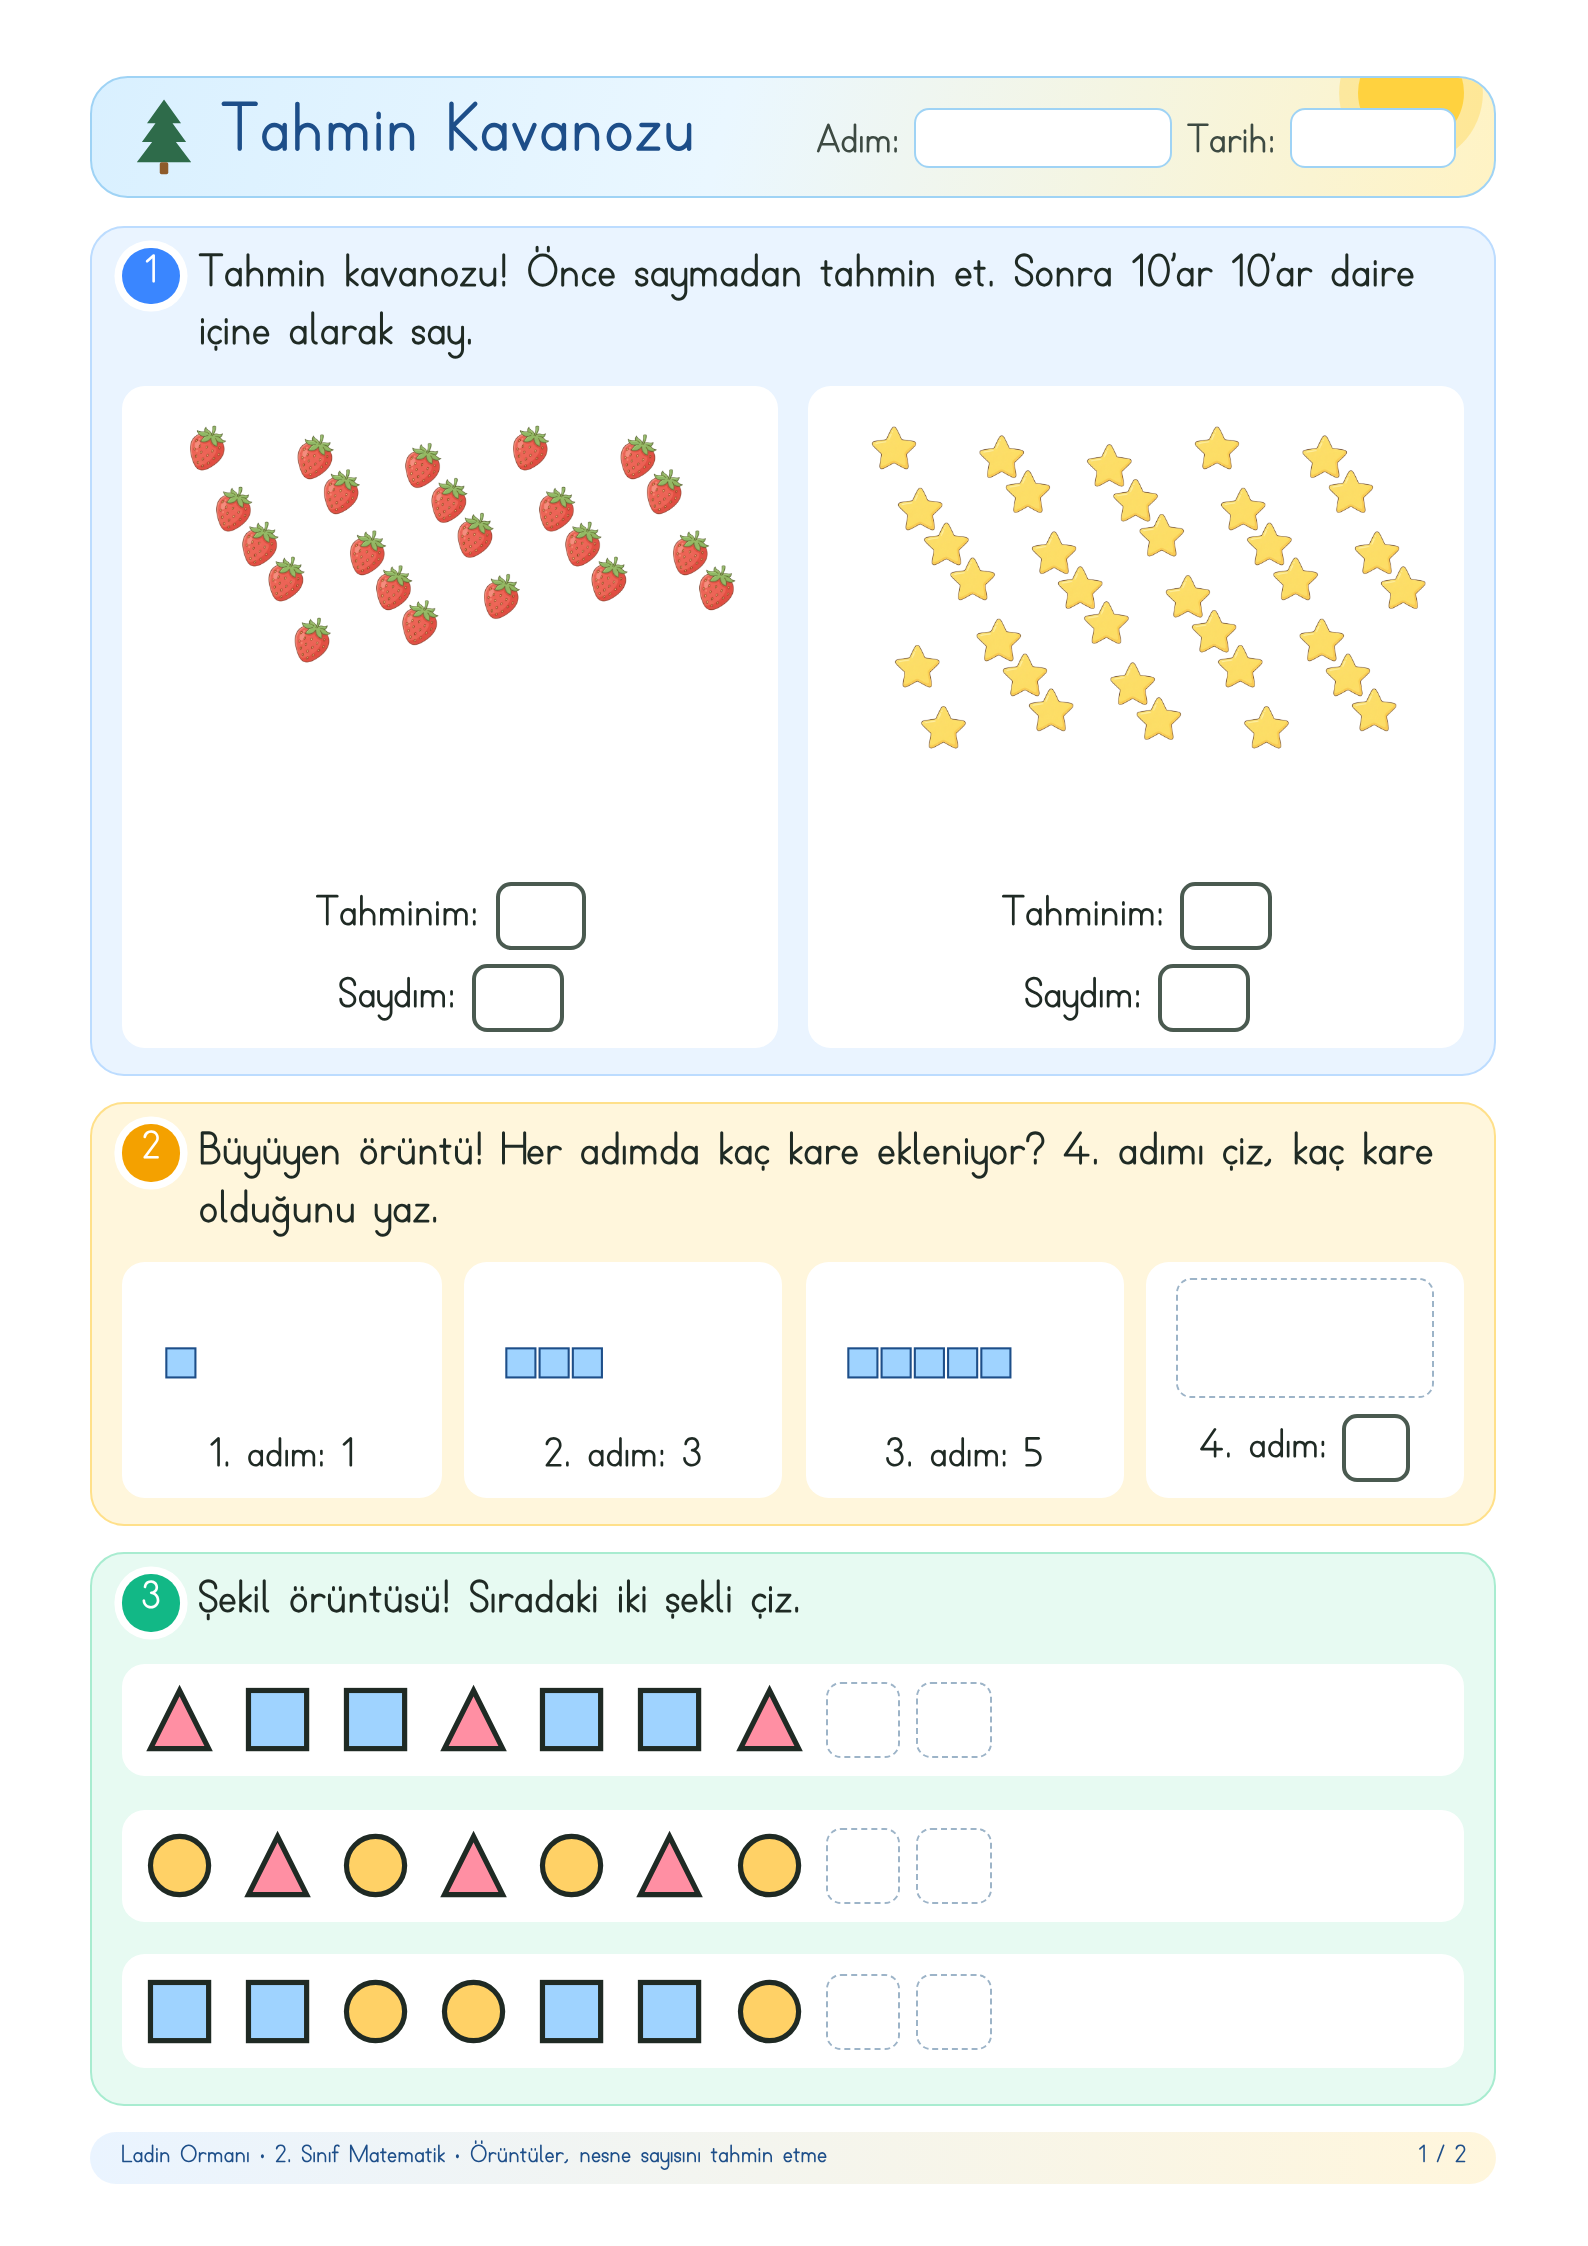 Tahmin Kavanozu
Adım:
Tarih:
1
Tahmin kavanozu! Önce saymadan tahmin et. Sonra 10'ar 10'ar daire
içine alarak say.
Tahminim:
Saydım:
Tahminim:
Saydım:
2
Büyüyen örüntü! Her adımda kaç kare ekleniyor? 4. adımı çiz, kaç kare
olduğunu yaz.
1. adım: 1
2. adım: 3
3. adım: 5
4. adım:
3
Şekil örüntüsü! Sıradaki iki şekli çiz.
Ladin Ormanı • 2. Sınıf Matematik • Örüntüler, nesne sayısını tahmin etme
1 / 2